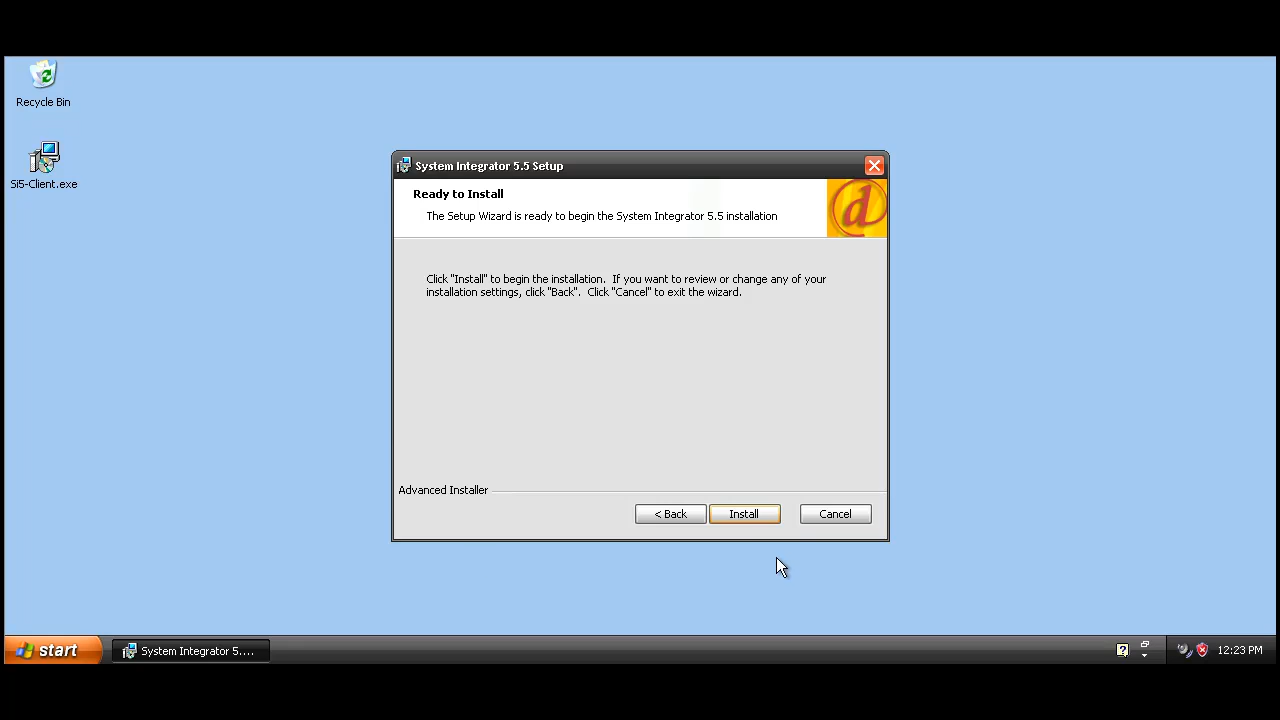 Recycle Bin
Si5-Client.exe
System Integrator 5.5 Setup
Ready to Install
The Setup Wizard is ready to begin the System Integrator 5.5 installation
d
Click "Install" to begin the installation.  If you want to review or change any of your
installation settings, click "Back".  Click "Cancel" to exit the wizard.
Advanced Installer
< Back
Install
Cancel
start
System Integrator 5....
?
12:23 PM